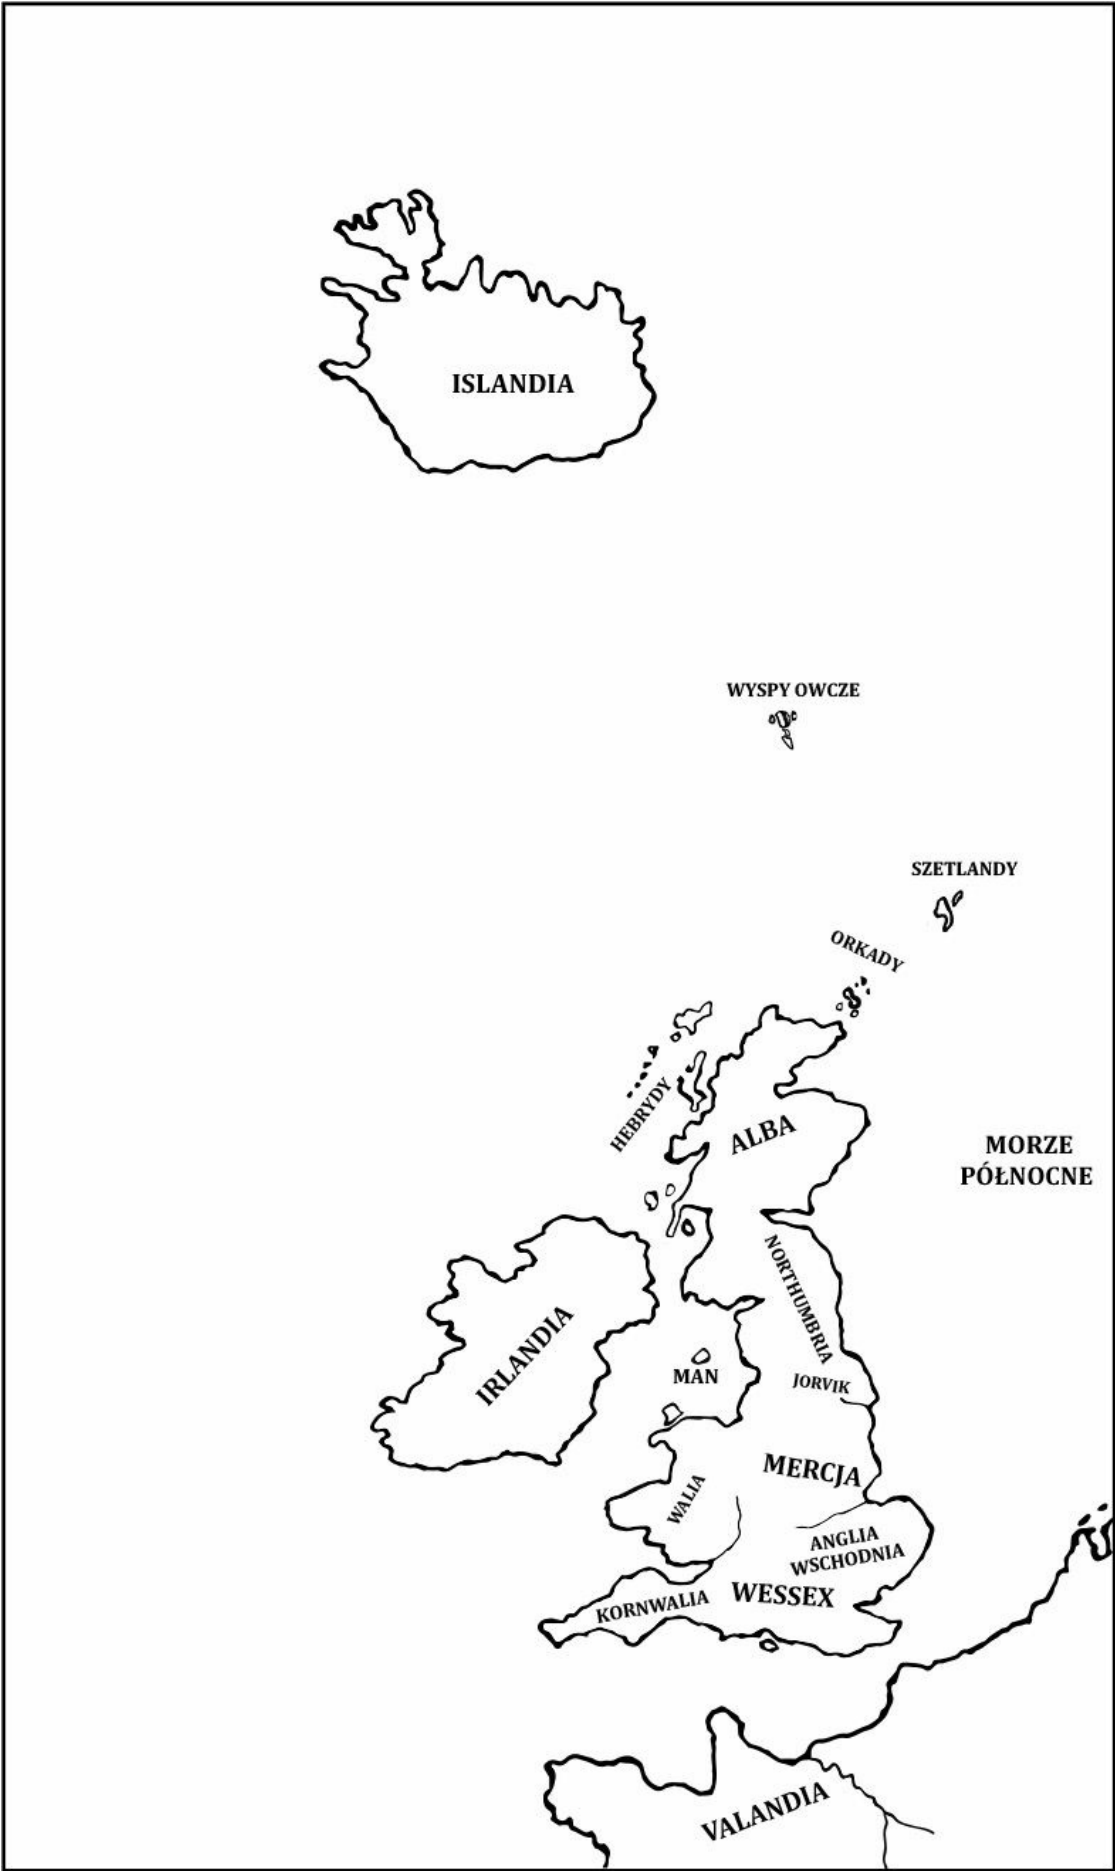 ISLANDIA
WYSPY OWCZE
SZETLANDY
ORKADY
HEBRYDY
ALBA
MORZE
PÓŁNOCNE
NORTHUMBRIA
IRLANDIA
MAN
JORVIK
MERCJA
WALIA
ANGLIA
WSCHODNIA
WESSEX
KORNWALIA
VALANDIA